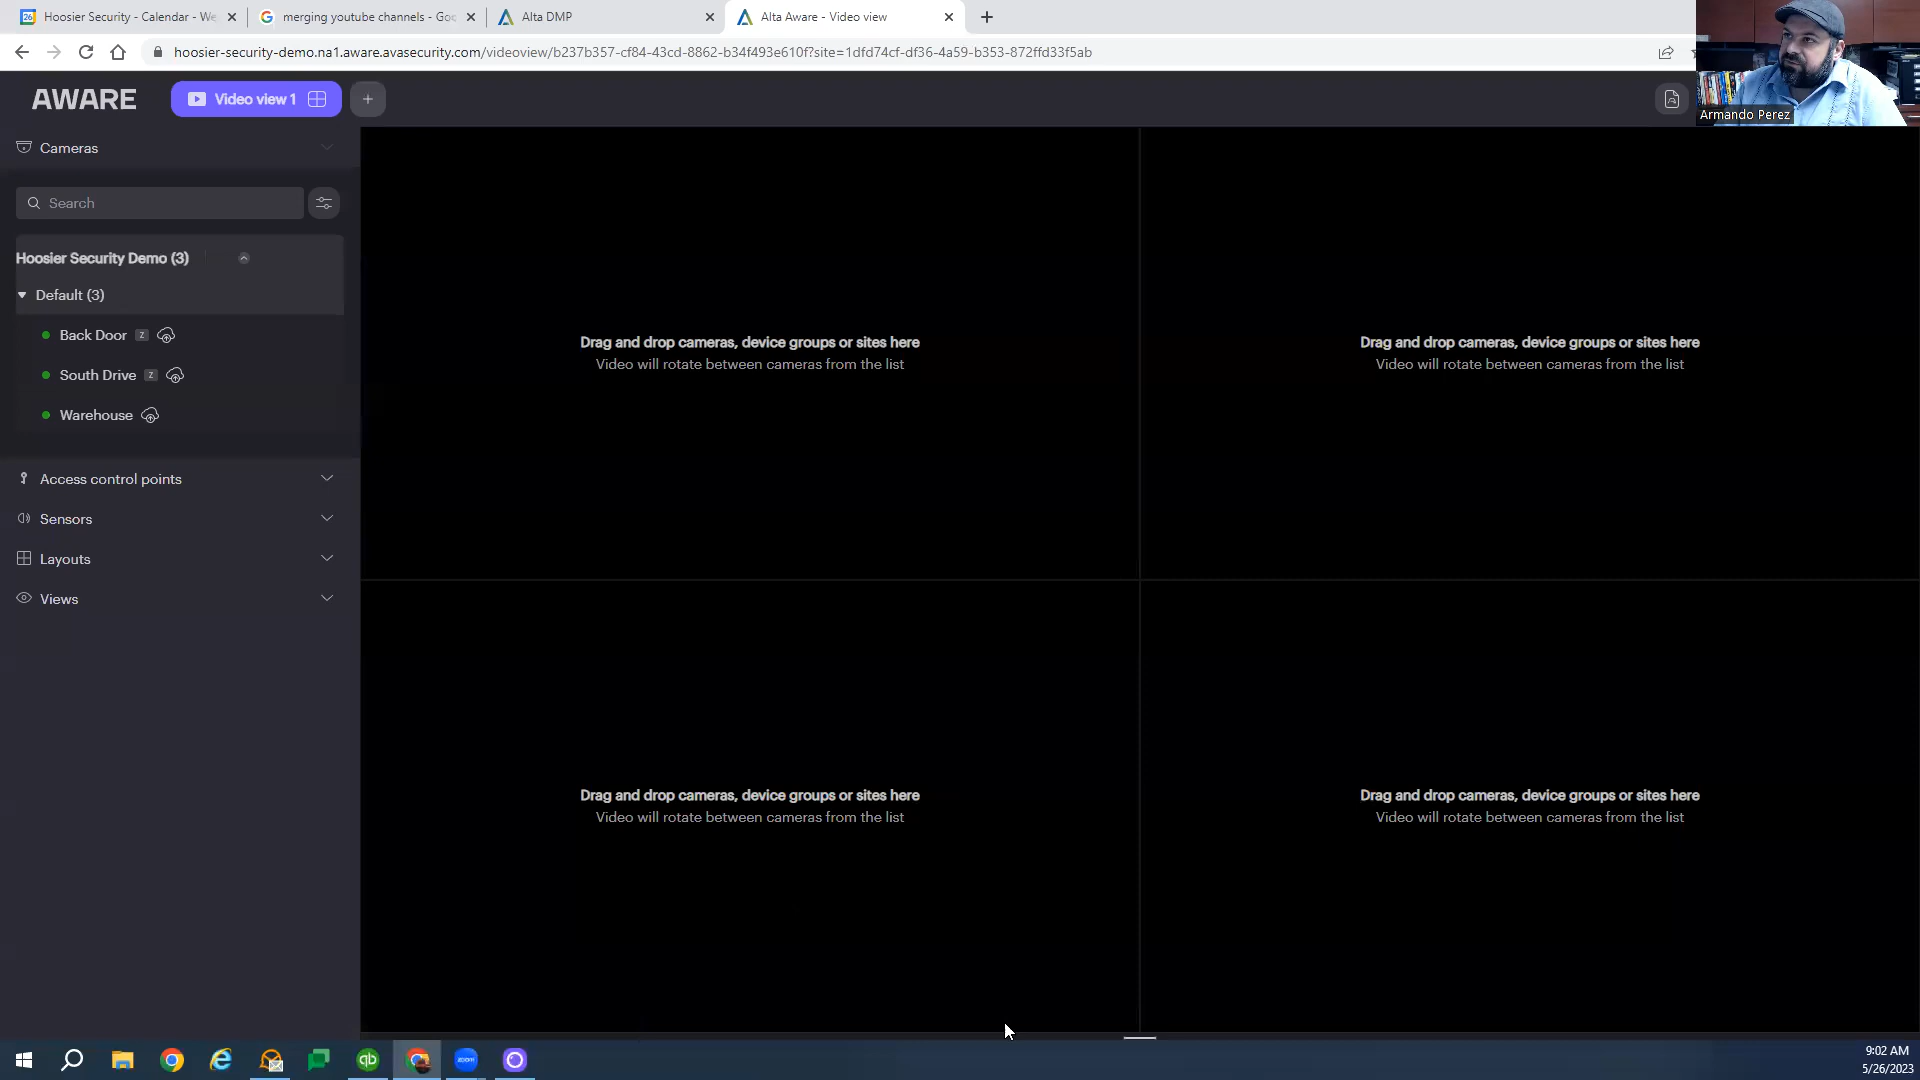 Hoosier Security - Calendar - We
merging youtube channels - Goo
Alta DMP
Alta Aware - Video view
hoosier-security-demo.na1.aware.avasecurity.com/videoview/b237b357-cf84-43cd-8862-b34f493e610f?site=1dfd74cf-df36-4a59-b353-872ffd33f5ab
AWARE
Video view 1
Armando Perez
Cameras
Search
Hoosier Security Demo (3)
Default (3)
Back Door z
South Drive z
Warehouse
Access control points
Sensors
Layouts
Views
Drag and drop cameras, device groups or sites here
Video will rotate between cameras from the list
Drag and drop cameras, device groups or sites here
Video will rotate between cameras from the list
Drag and drop cameras, device groups or sites here
Video will rotate between cameras from the list
Drag and drop cameras, device groups or sites here
Video will rotate between cameras from the list
qb
zoom
9:02 AM
5/26/2023